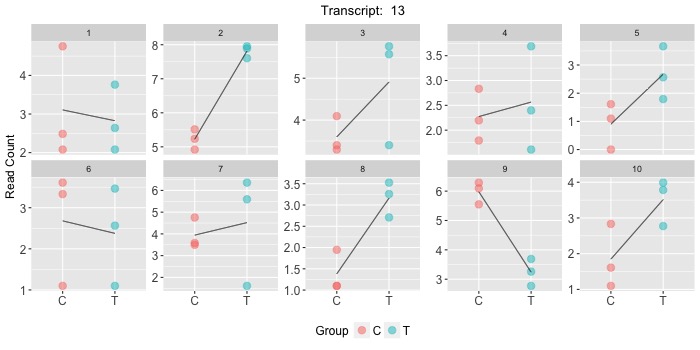 Transcript: 13
1 2 3 4 5
4 3 2
8 7 6 5
5 4
3.5 3.0 2.5 2.0
3 2 1 0
Read Count
6 7 8 9 10
3 2 1
6 5 4 3 2
3.5 3.0 2.5 2.0 1.5 1.0
6 5 4 3
4 3 2 1
C T C T C T C T C T
Group C T